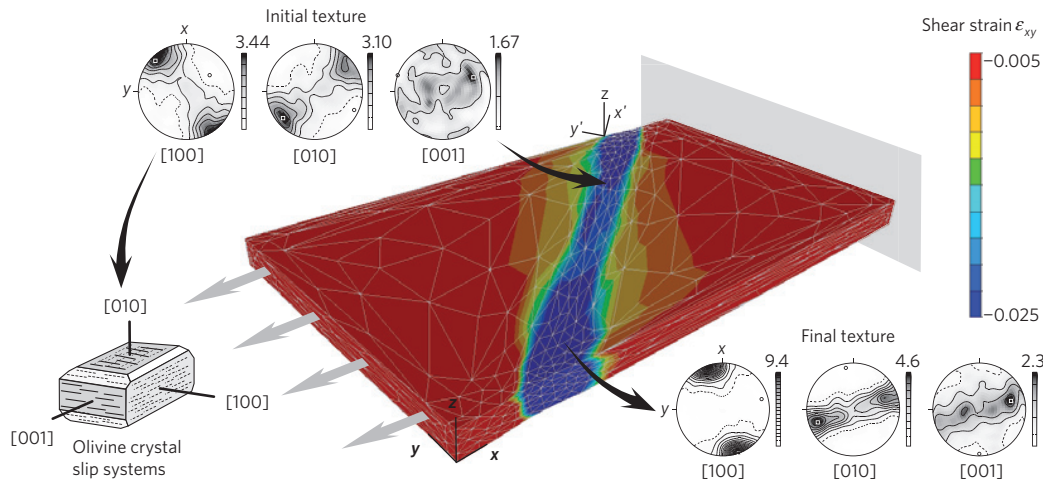 Initial texture
x
3.44
3.10
1.67
y
[100]
[010]
[001]
Shear strain εxy
−0.005
−0.025
z
x′
y′
[010]
[100]
[001]
Olivine crystal
slip systems
z
y
x
Final texture
x
9.4
4.6
2.3
y
[100]
[010]
[001]